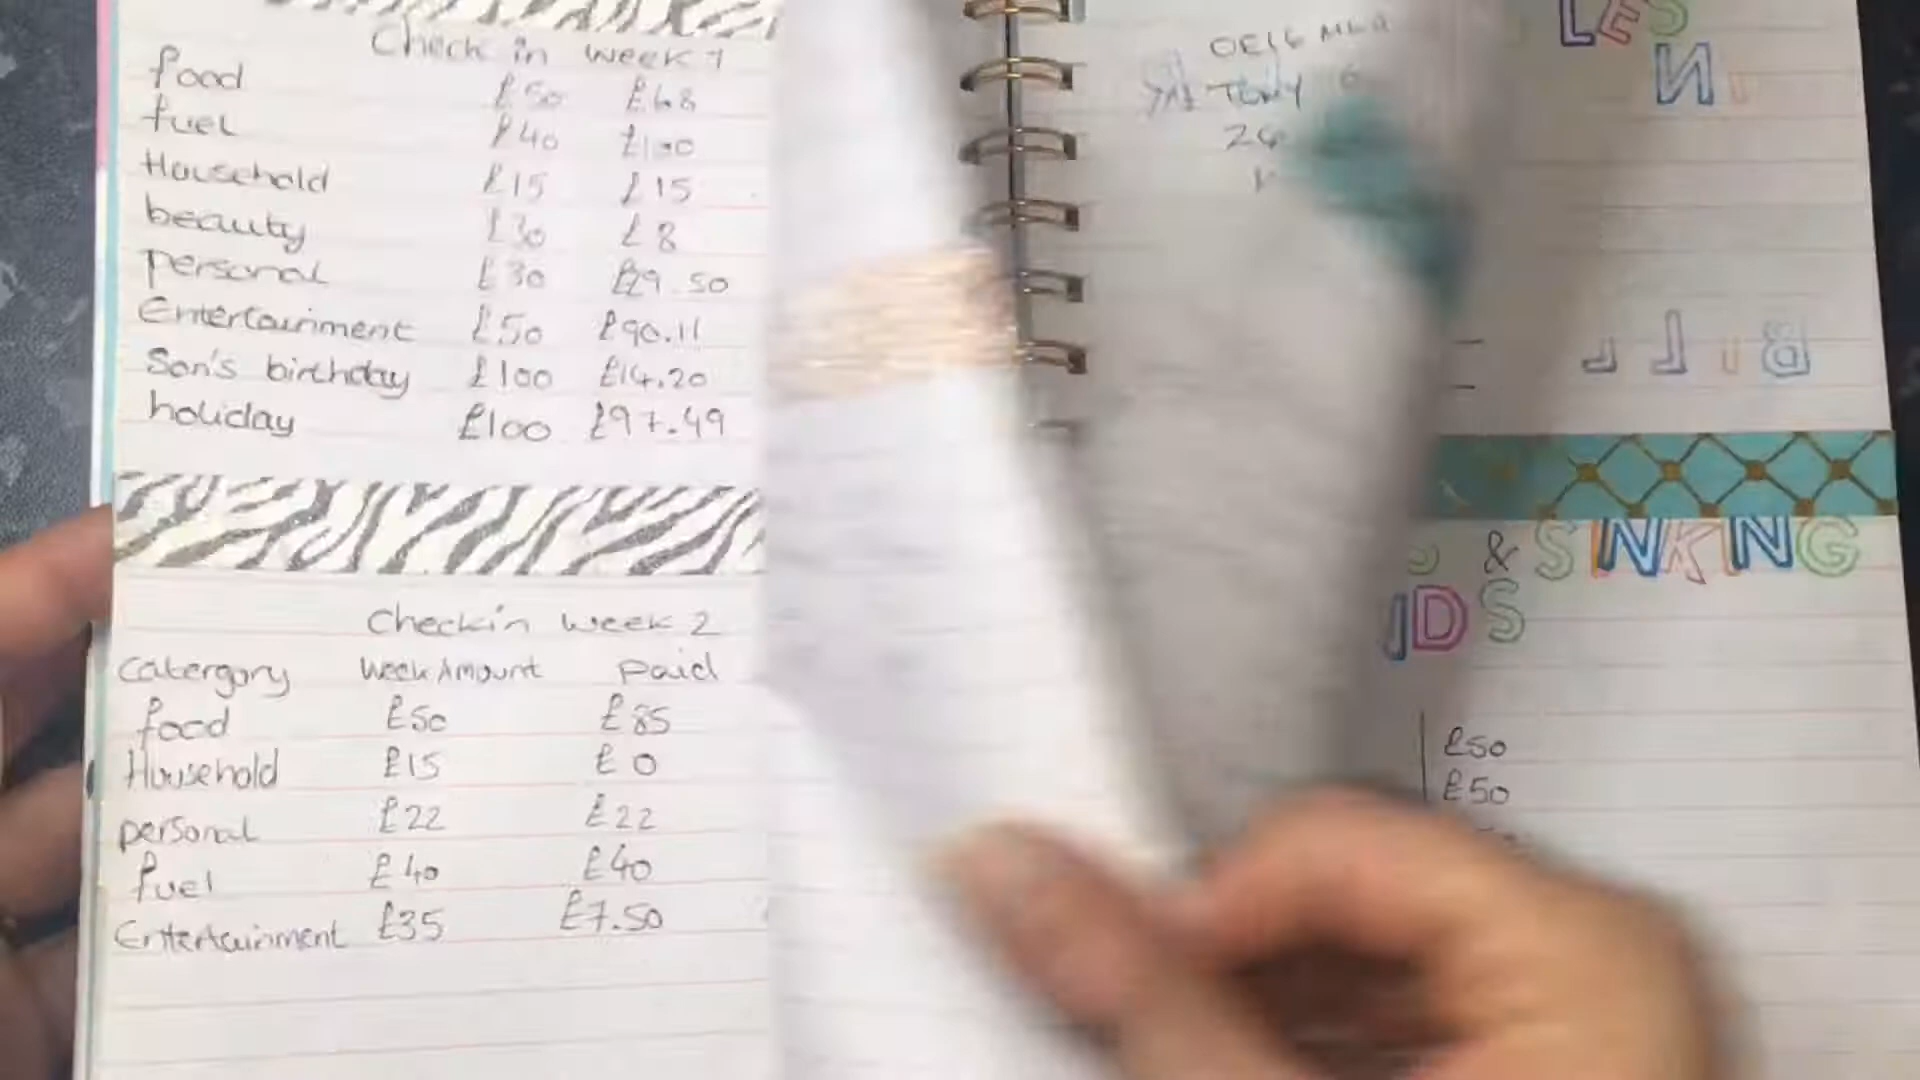 Check in week 1
food £50 £68
fuel £40 £100
Household £15 £15
beauty £30 £8
personal £30 £29.50
Entertainment £50 £90.11
Son's birthday £100 £14.20
holiday £100 £97.49
Checkin week 2
Catergory Week Amount paid
food £50 £85
Household £15 £0
personal £22 £22
fuel £40 £40
Entertainment £35 £7.50
LES
& SINKING
DS
£50
£50